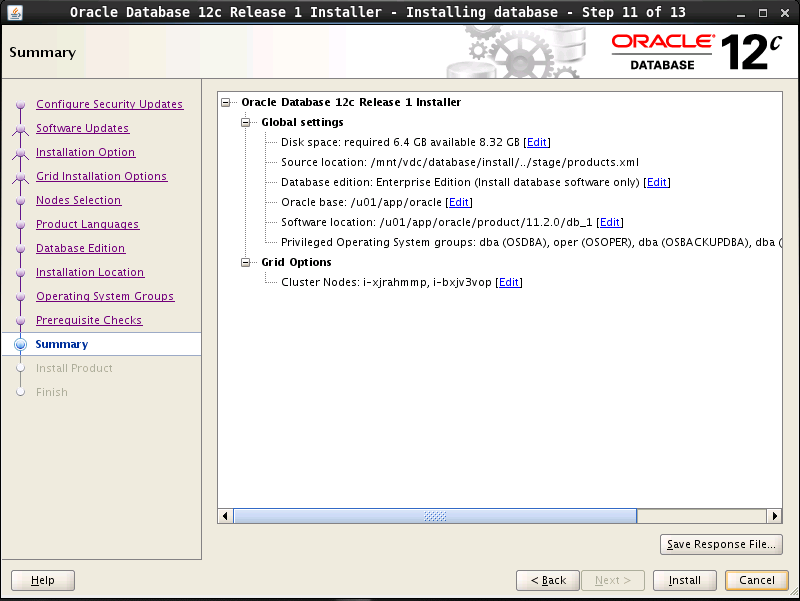 Oracle Database 12c Release 1 Installer - Installing database - Step 11 of 13
Summary
ORACLE®
DATABASE
12c
Configure Security Updates
Software Updates
Installation Option
Grid Installation Options
Nodes Selection
Product Languages
Database Edition
Installation Location
Operating System Groups
Prerequisite Checks
Summary
Install Product
Finish
Oracle Database 12c Release 1 Installer
Global settings
Disk space: required 6.4 GB available 8.32 GB [Edit]
Source location: /mnt/vdc/database/install/../stage/products.xml
Database edition: Enterprise Edition (Install database software only) [Edit]
Oracle base: /u01/app/oracle [Edit]
Software location: /u01/app/oracle/product/11.2.0/db_1 [Edit]
Privileged Operating System groups: dba (OSDBA), oper (OSOPER), dba (OSBACKUPDBA), dba (
Grid Options
Cluster Nodes: i-xjrahmmp, i-bxjv3vop [Edit]
Save Response File...
Help
< Back
Next >
Install
Cancel